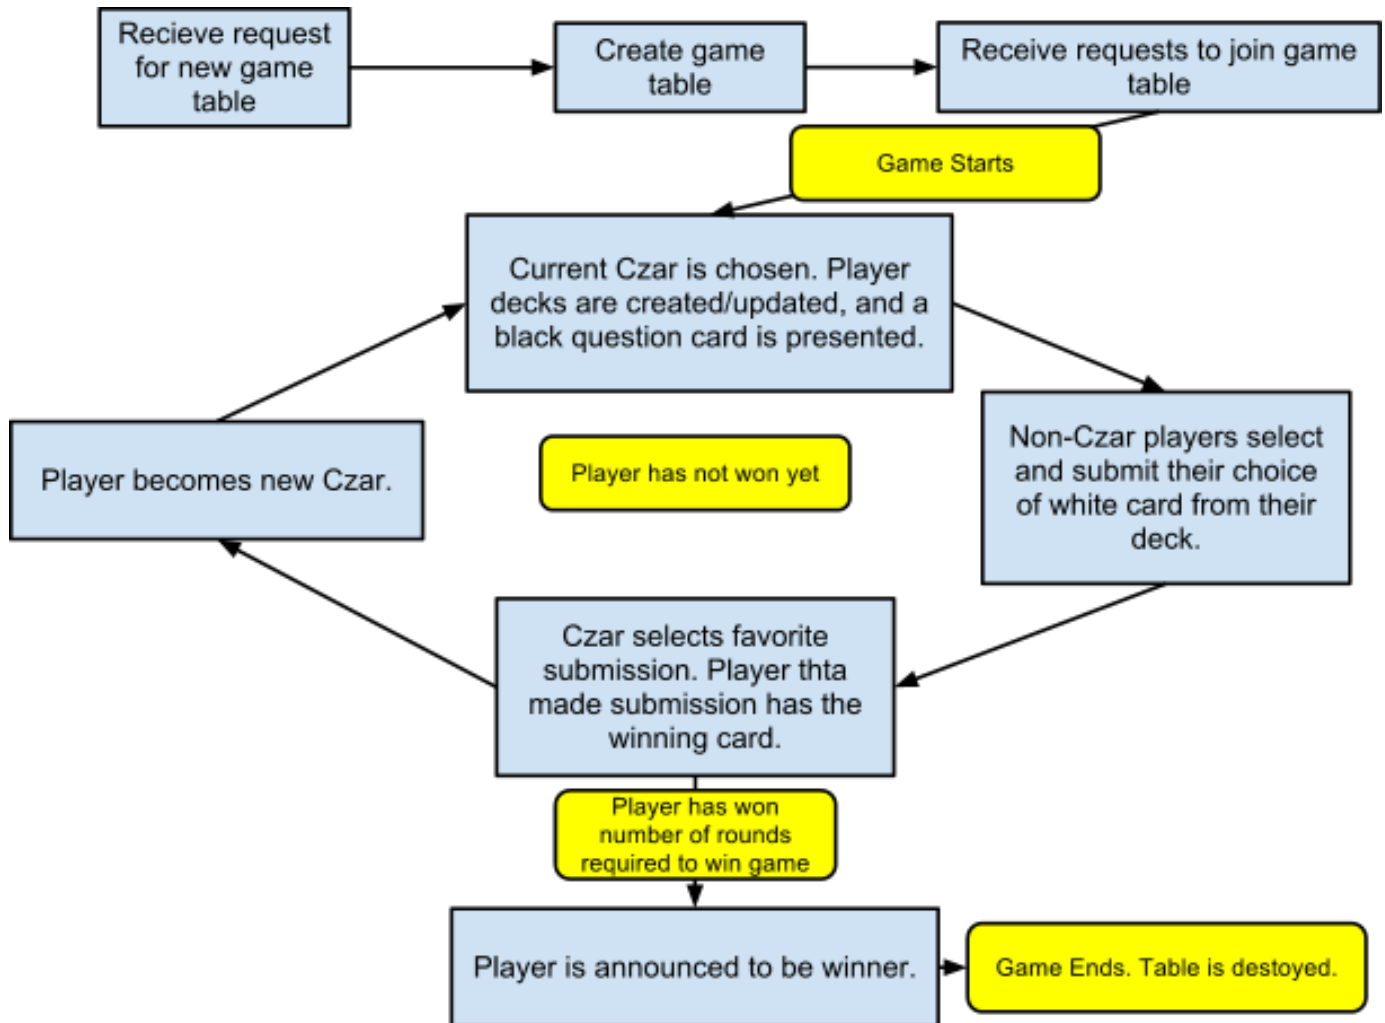 Recieve request
for new game
table
Create game
table
Receive requests to join game
table
Game Starts
Current Czar is chosen. Player
decks are created/updated, and a
black question card is presented.
Non-Czar players select
and submit their choice
of white card from their
deck.
Player has not won yet
Player becomes new Czar.
Czar selects favorite
submission. Player thta
made submission has the
winning card.
Player has won
number of rounds
required to win game
Player is announced to be winner.
Game Ends. Table is destoyed.